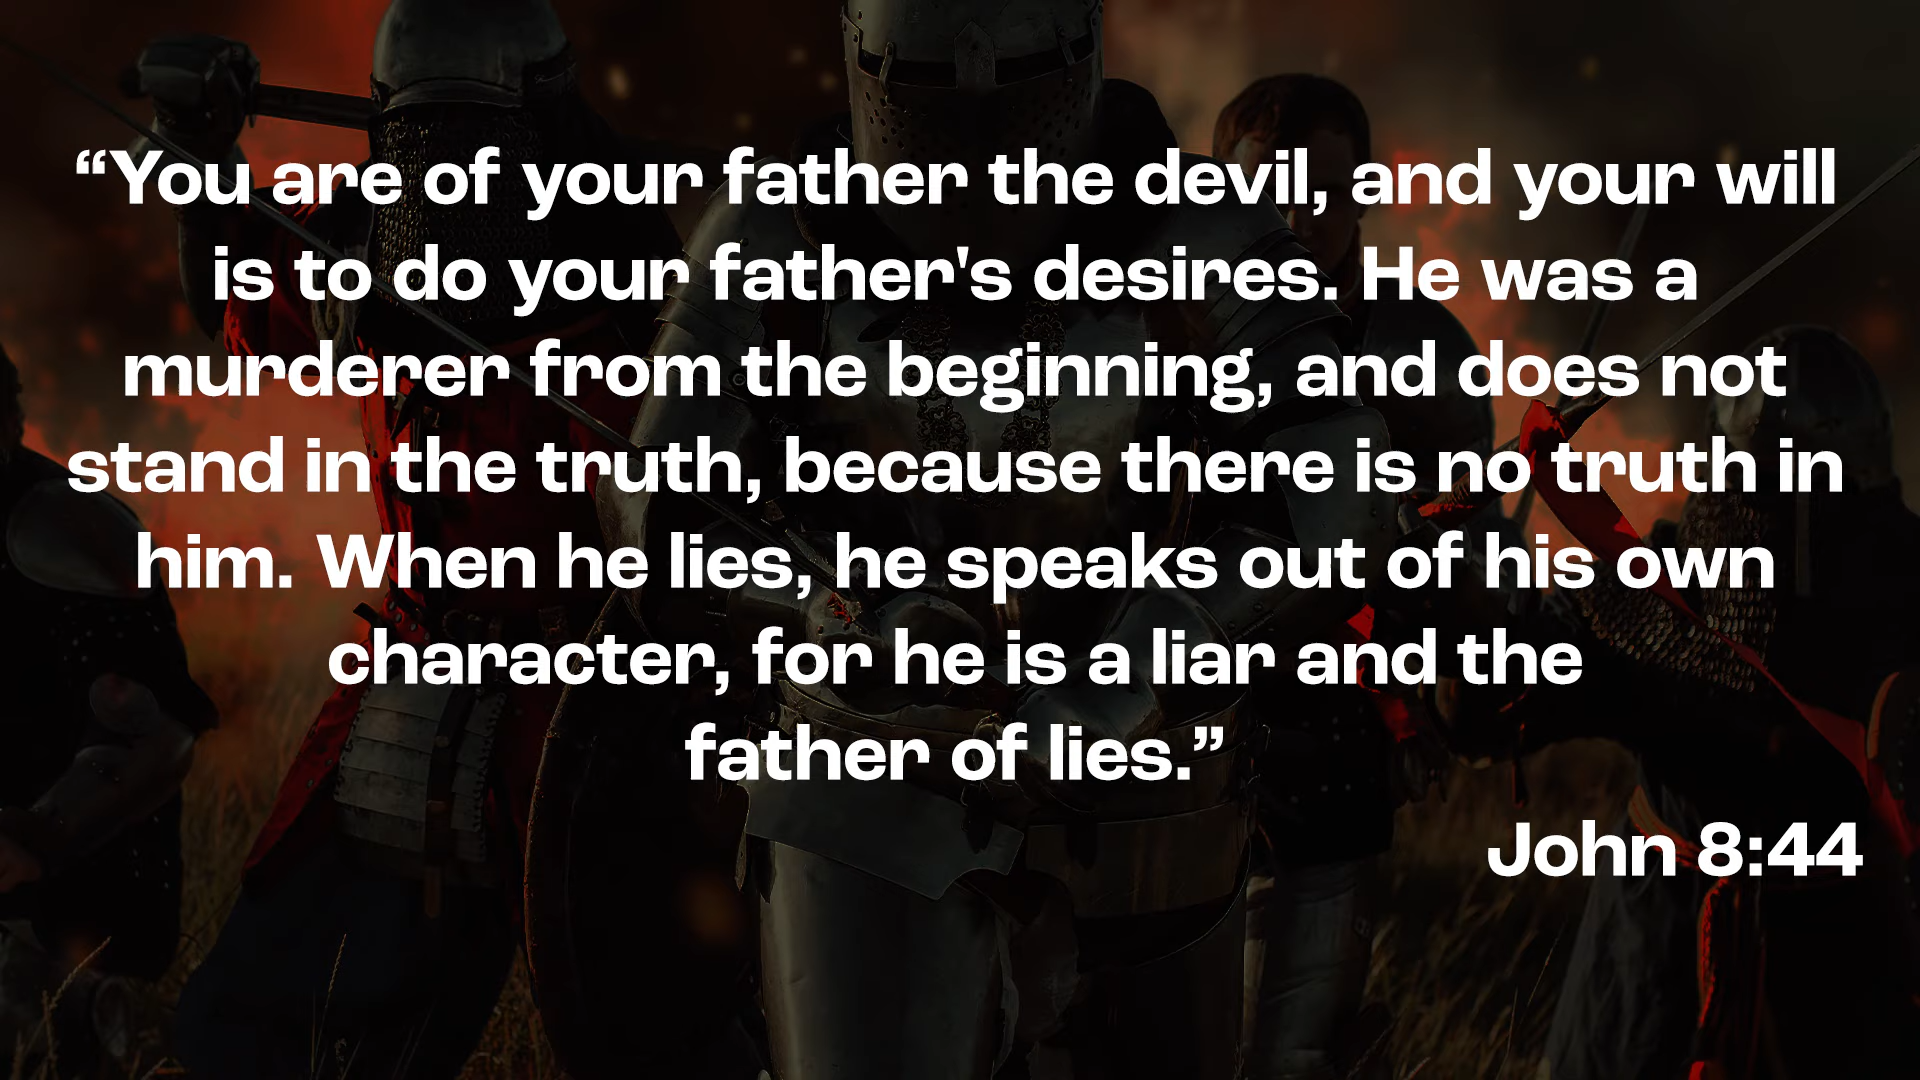 “You are of your father the devil, and your will
is to do your father's desires. He was a
murderer from the beginning, and does not
stand in the truth, because there is no truth in
him. When he lies, he speaks out of his own
character, for he is a liar and the
father of lies.”
John 8:44